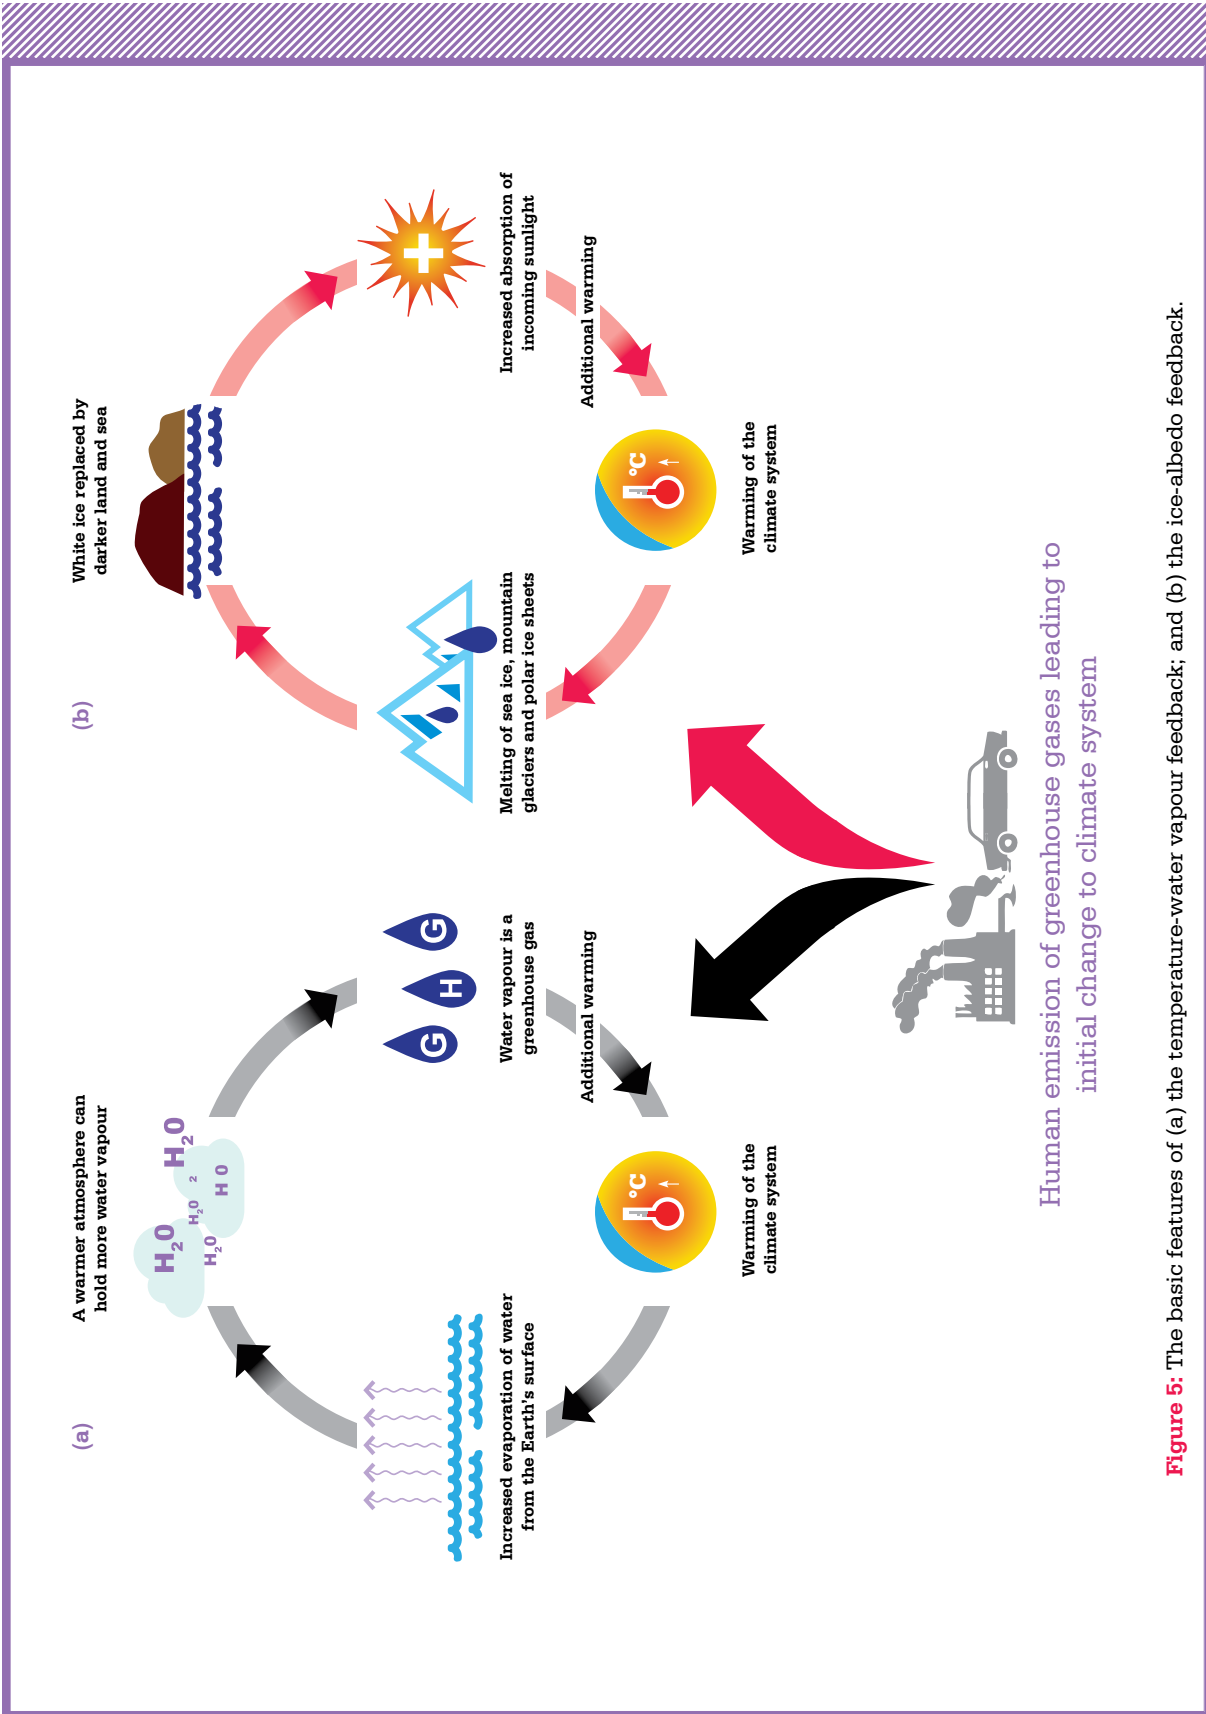 (a)
A warmer atmosphere can
hold more water vapour
H2O
H2O
H2O
H2O
2
H O
Increased evaporation of water
from the Earth's surface
G
H
G
Water vapour is a
greenhouse gas
Additional warming
°C
Warming of the
climate system
(b)
White ice replaced by
darker land and sea
Melting of sea ice, mountain
glaciers and polar ice sheets
Increased absorption of
incoming sunlight
Additional warming
°C
Warming of the
climate system
Human emission of greenhouse gases leading to
initial change to climate system
Figure 5: The basic features of (a) the temperature-water vapour feedback; and (b) the ice-albedo feedback.